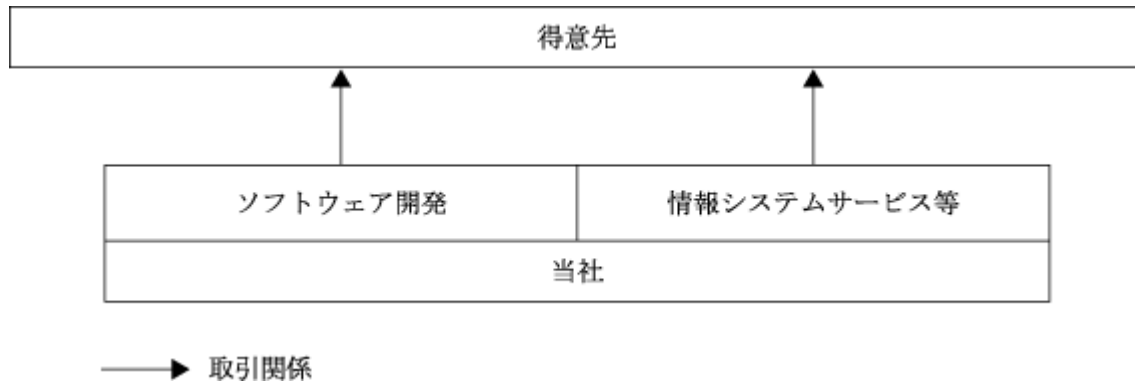 得意先
ソフトウェア開発
情報システムサービス等
当社
取引関係